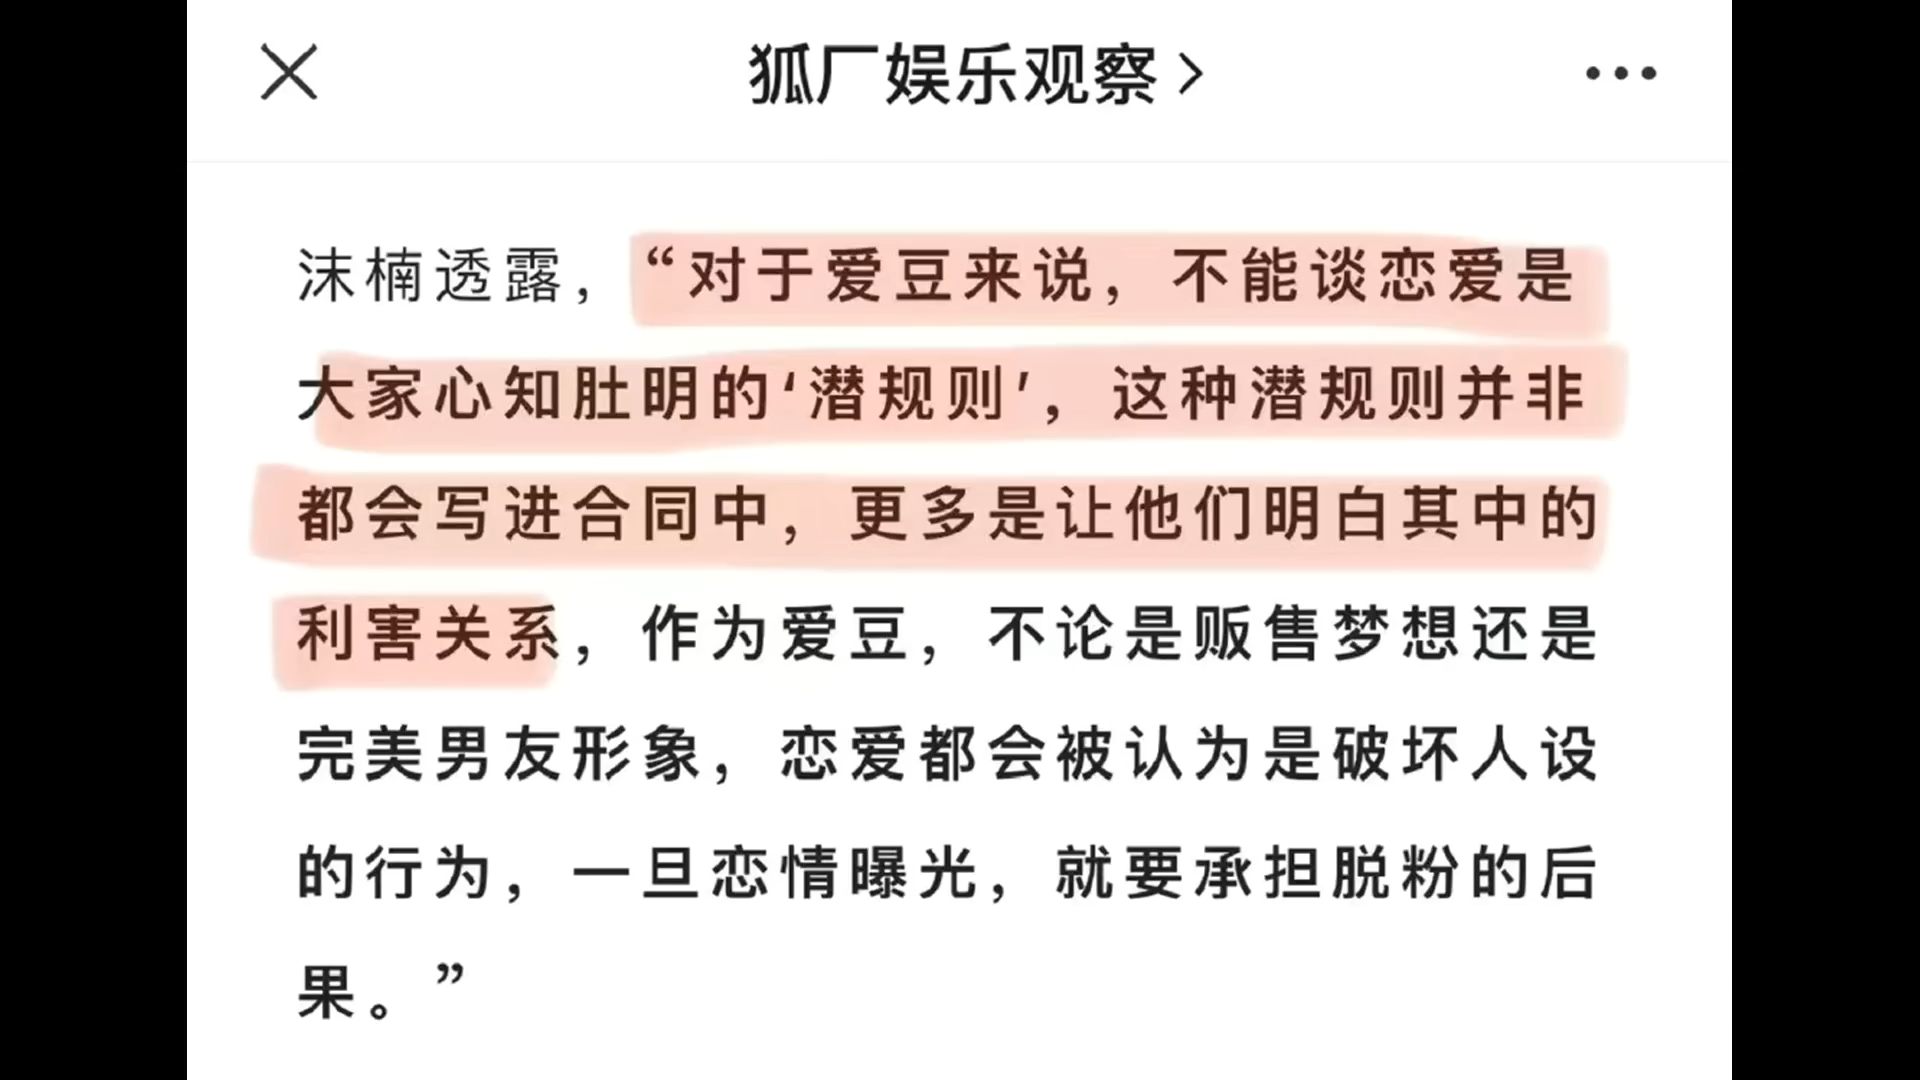 狐厂娱乐观察
沫楠透露，“对于爱豆来说，不能谈恋爱是
大家心知肚明的‘潜规则’，这种潜规则并非
都会写进合同中，更多是让他们明白其中的
利害关系，作为爱豆，不论是贩售梦想还是
完美男友形象，恋爱都会被认为是破坏人设
的行为，一旦恋情曝光，就要承担脱粉的后
果。”